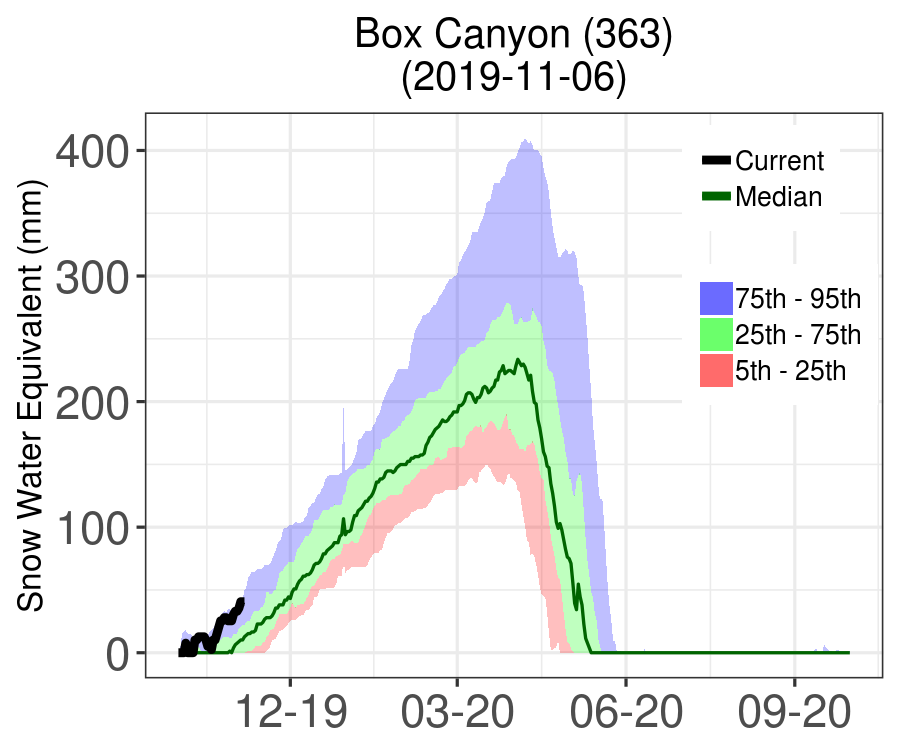 Box Canyon (363)
(2019-11-06)
Snow Water Equivalent (mm)
400
300
200
100
0
12-19
03-20
06-20
09-20
Current
Median
75th - 95th
25th - 75th
5th - 25th